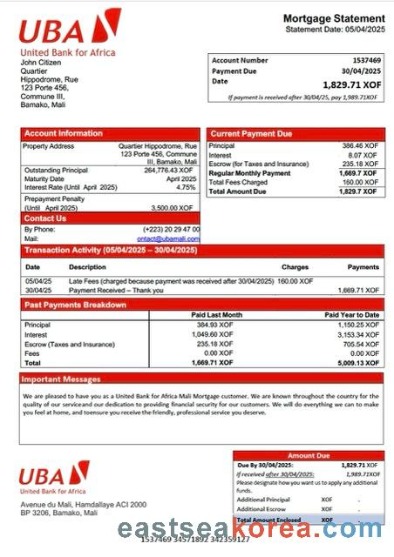 UBA
United Bank for Africa
Mortgage Statement
Statement Date: 05/04/2025
John Citizen
Quartier
Hippodrome, Rue
123 Porte 456,
Commune III,
Bamako, Mali
Account Number 1537469
Payment Due 30/04/2025
Date 1,829.71 XOF
If payment is received after 30/04/25, pay 1,989.71XOF
Account Information
Property Address Quartier Hippodrome, Rue
123 Porte 456, Commune
III, Bamako, Mali
Outstanding Principal 264,776.43 XOF
Maturity Date April 2025
Interest Rate (Until April 2025) 4.75%
Prepayment Penalty
(Until April 2025) 3,500.00 XOF
Contact Us
By Phone: (+223) 20 29 47 00
Mail: contact@ubamali.com
Current Payment Due
Principal 386.46 XOF
Interest 8.07 XOF
Escrow (for Taxes and Insurance) 235.18 XOF
Regular Monthly Payment 1,669.7 XOF
Total Fees Charged 160.00 XOF
Total Amount Due 1,829.7 XOF
Transaction Activity (05/04/2025 – 30/04/2025)
Date Description Charges Payments
05/04/25 Late Fees (charged because payment was received after 30/04/2025) 160.00 XOF
30/04/25 Payment Received – Thank you 1,669.71 XOF
Past Payments Breakdown
Paid Last Month Paid Year to Date
Principal 384.93 XOF 1,150.25 XOF
Interest 1,049.60 XOF 3,153.34 XOF
Escrow (Taxes and Insurance) 235.18 XOF 705.54 XOF
Fees 0.00 XOF 0.00 XOF
Total 1,669.71 XOF 5,009.13 XOF
Important Messages
We are pleased to have you as a United Bank for Africa Mali Mortgage customer. We are known throughout the country for the
quality of our service and our dedication to providing financial security for our customers. We will do everything we can to make
you feel at home, and toensure you receive the friendly, professional service you deserve.
UBA
United Bank for Africa
Avenue du Mali, Hamdallaye ACI 2000
BP 3206, Bamako, Mali
Amount Due
Due By 30/04/2025: 1,829.71 XOF
If received after 30/04/2025: 1,989.71XOF
Please designate how you want us to apply any additional
funds.
Additional Principal XOF
Additional Escrow XOF
Total Amount Enclosed XOF
eastseakorea.com
1537469 34571892 342359127